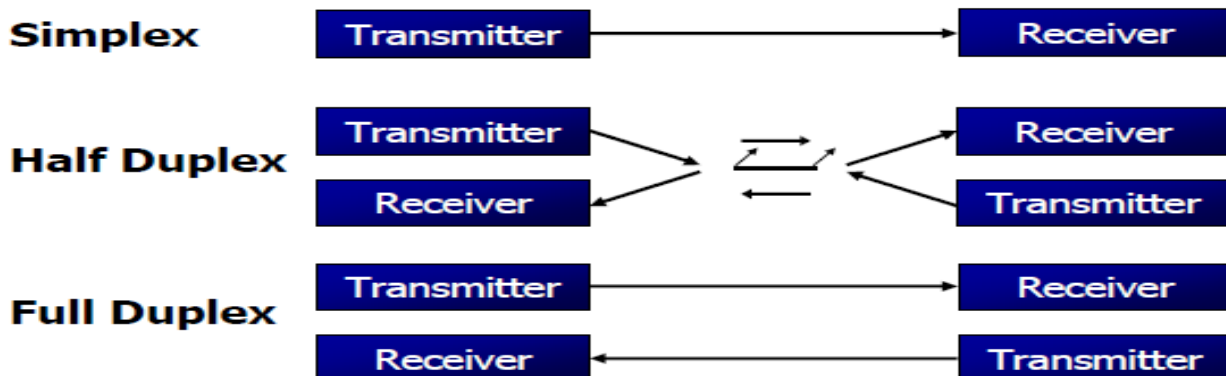 Simplex Transmitter Receiver
Transmitter Receiver
Half Duplex
Receiver Transmitter
Transmitter Receiver
Full Duplex
Receiver Transmitter